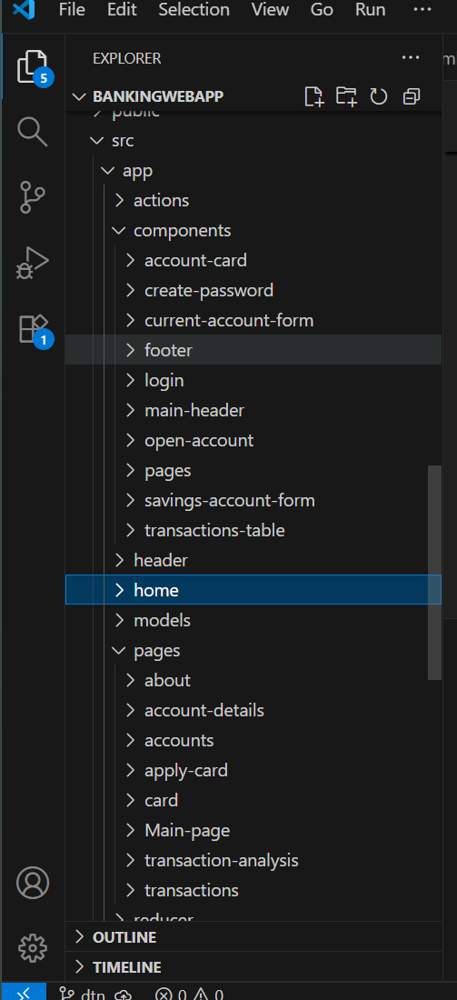 File Edit Selection View Go Run ...
EXPLORER ...
5
BANKINGWEBAPP
public
src
app
actions
components
account-card
create-password
current-account-form
1
footer
login
main-header
open-account
pages
savings-account-form
transactions-table
header
home
models
pages
about
account-details
accounts
apply-card
card
Main-page
transaction-analysis
transactions
reducer
OUTLINE
TIMELINE
dtn 0 0